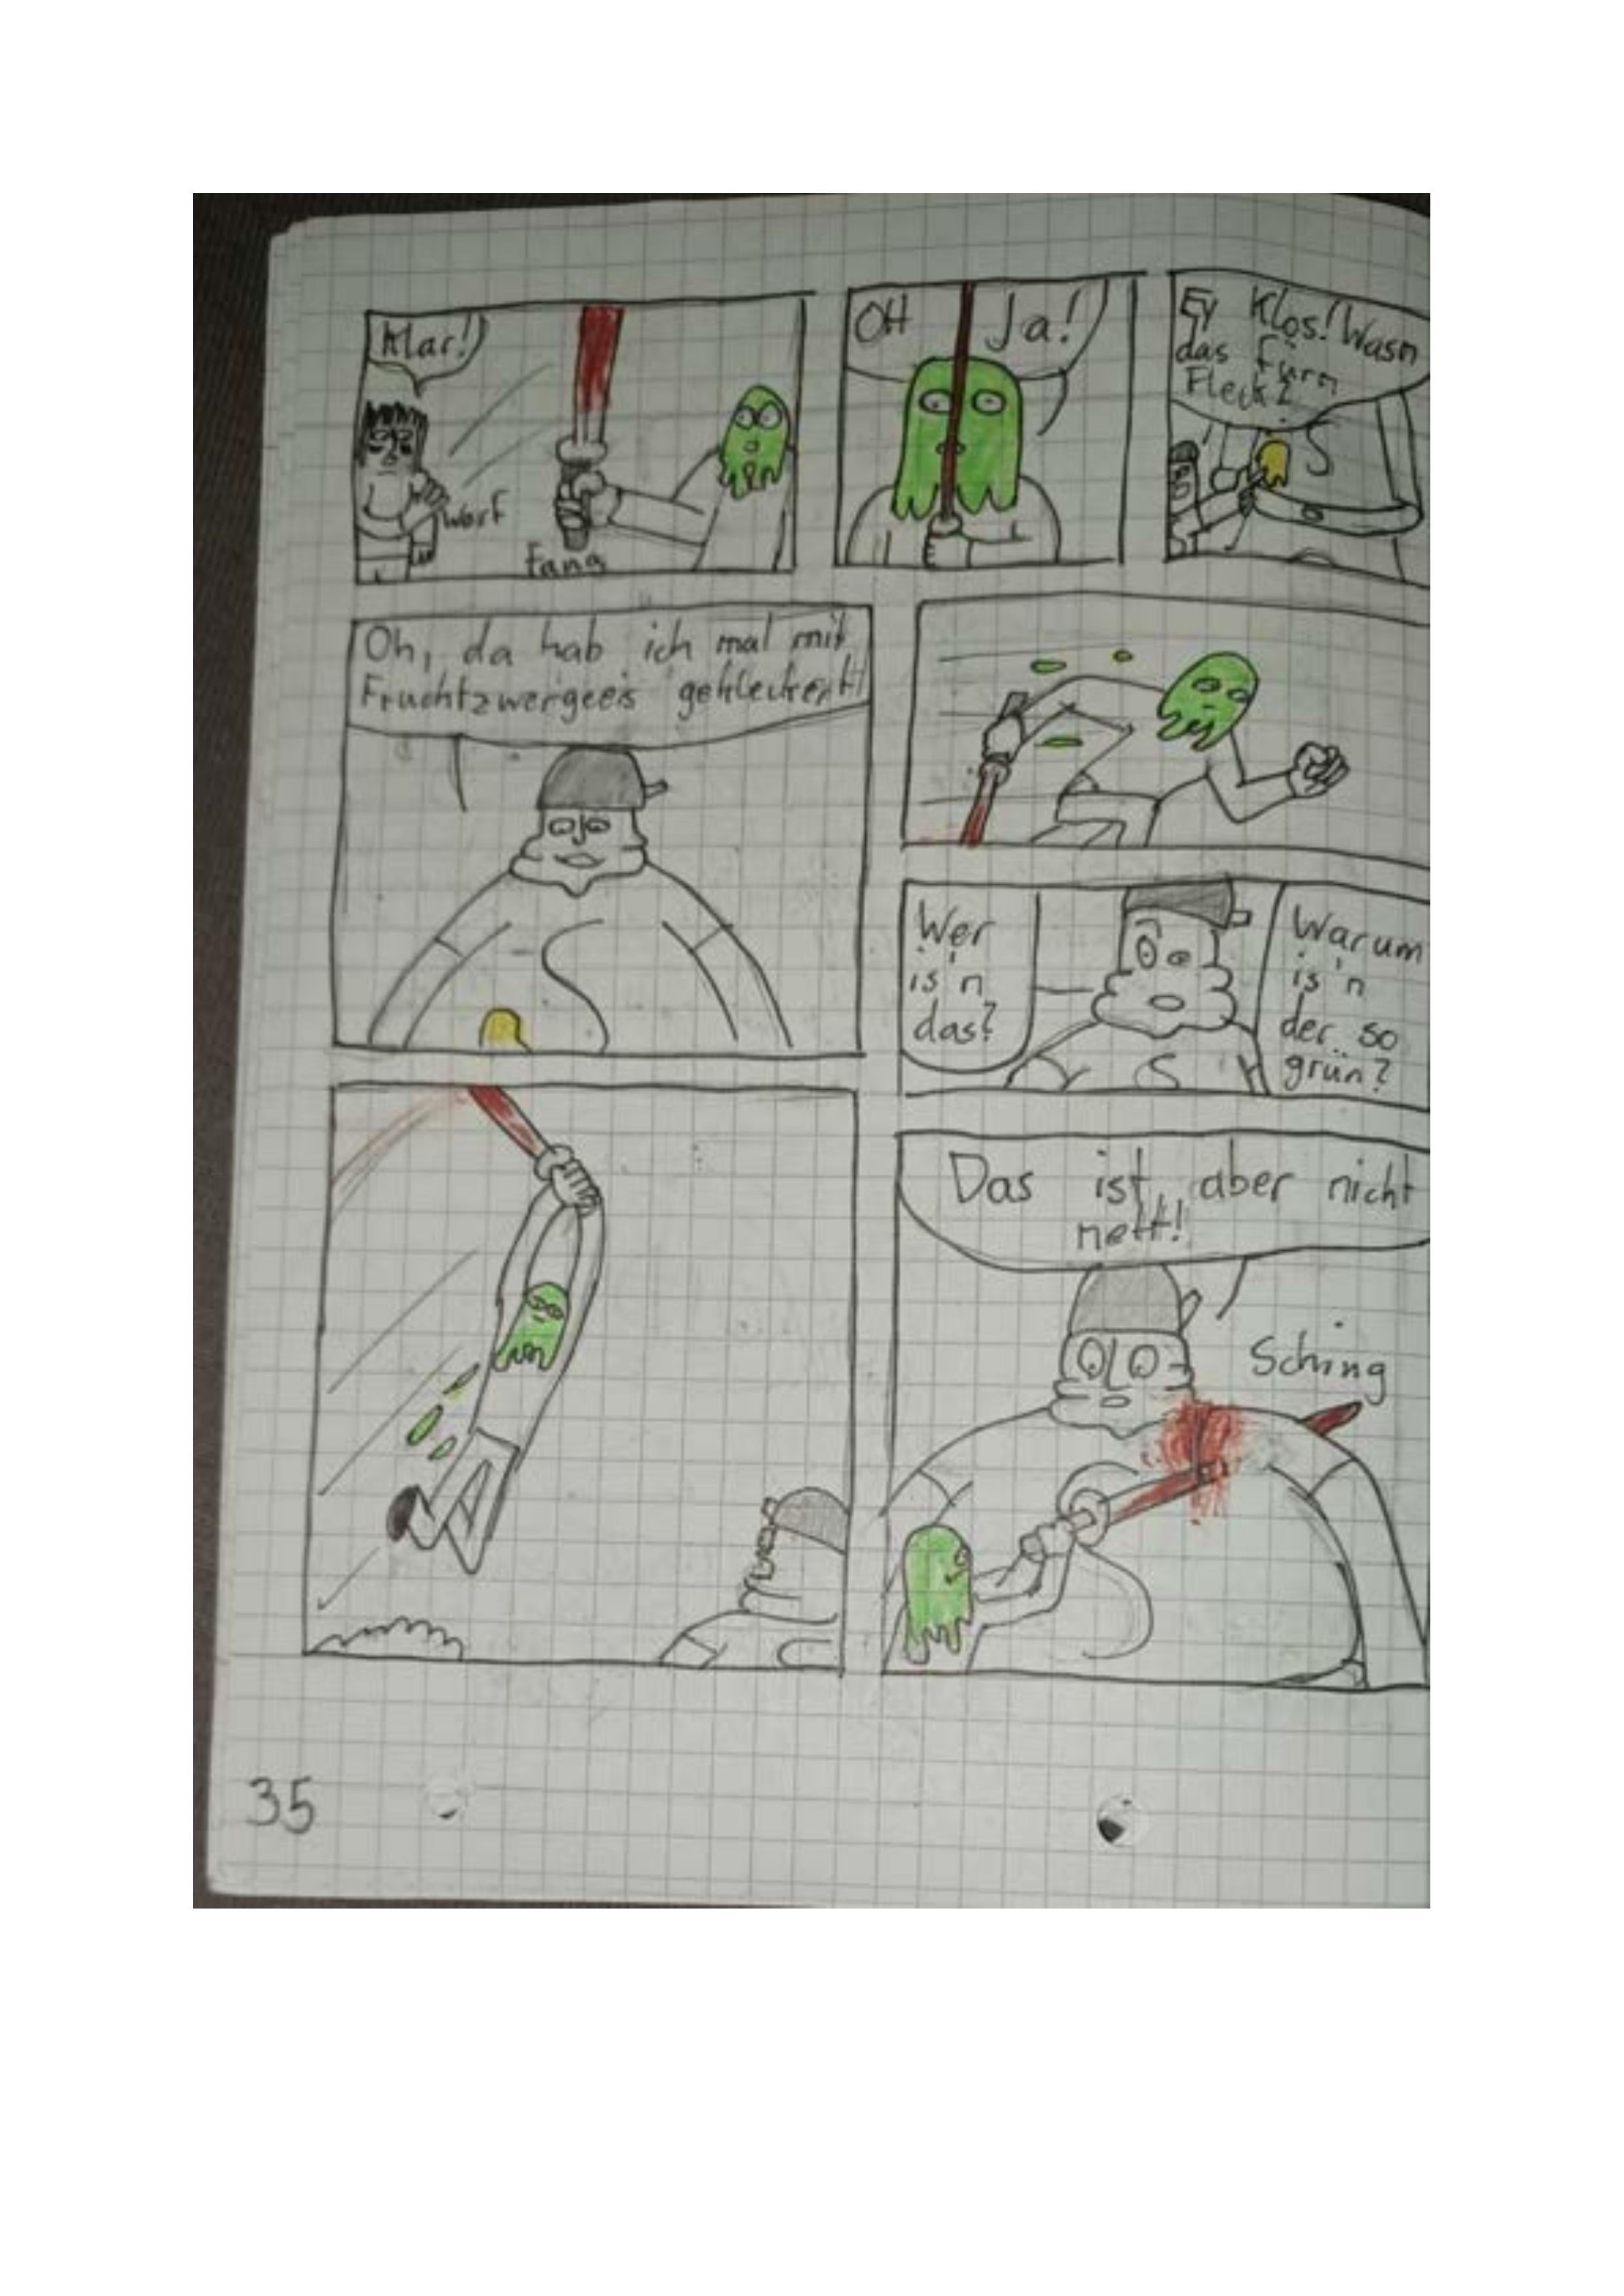 Klar!
worf
fang
OH Ja!
Ey Klos! Wasn
das fürn
Fleck?
S
Oh, da hab ich mal mit
Fruchtzwergeeis gekleckert!
Wer
is'n
das?
Warum
is'n
der so
grün?
S
Das ist aber nicht
nett!
Sching
35